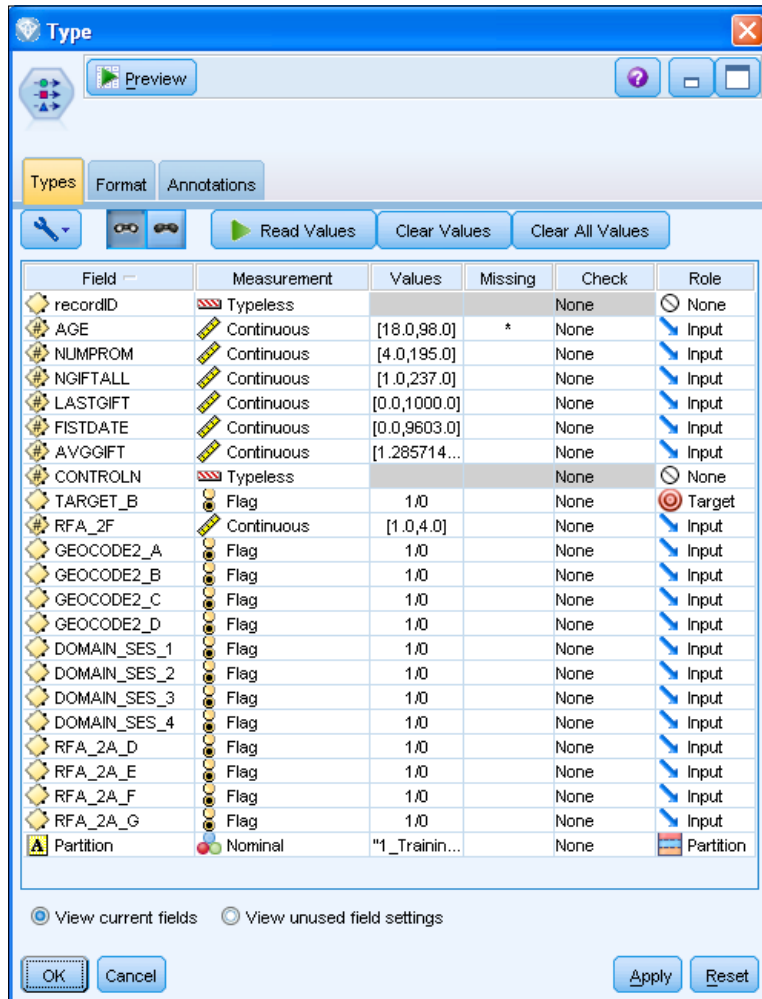 Type
Preview
Types Format Annotations
Read Values Clear Values Clear All Values
Field Measurement Values Missing Check Role
recordID Typeless None None
AGE Continuous [18.0,98.0] * None Input
NUMPROM Continuous [4.0,195.0] None Input
NGIFTALL Continuous [1.0,237.0] None Input
LASTGIFT Continuous [0.0,1000.0] None Input
FISTDATE Continuous [0.0,9603.0] None Input
AVGGIFT Continuous [1.285714... None Input
CONTROLN Typeless None None
TARGET_B Flag 1/0 None Target
RFA_2F Continuous [1.0,4.0] None Input
GEOCODE2_A Flag 1/0 None Input
GEOCODE2_B Flag 1/0 None Input
GEOCODE2_C Flag 1/0 None Input
GEOCODE2_D Flag 1/0 None Input
DOMAIN_SES_1 Flag 1/0 None Input
DOMAIN_SES_2 Flag 1/0 None Input
DOMAIN_SES_3 Flag 1/0 None Input
DOMAIN_SES_4 Flag 1/0 None Input
RFA_2A_D Flag 1/0 None Input
RFA_2A_E Flag 1/0 None Input
RFA_2A_F Flag 1/0 None Input
RFA_2A_G Flag 1/0 None Input
A Partition Nominal "1_Trainin... None Partition
View current fields View unused field settings
OK Cancel Apply Reset